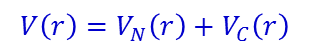 V(r) = V_N(r) + V_C(r)